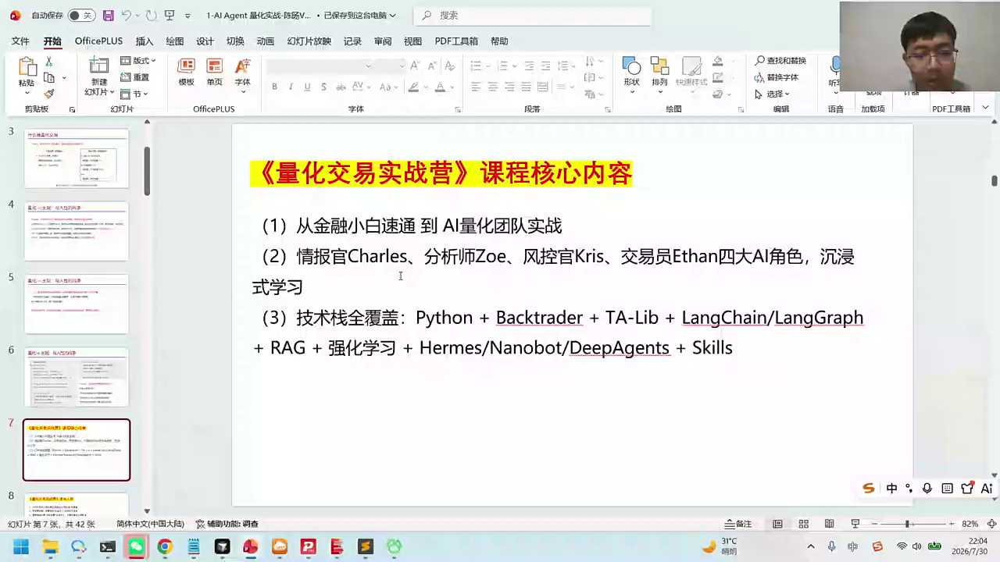 自动保存 关 1-AI Agent 量化实战-陈旸V... • 已保存到这台电脑 搜索
文件 开始 OfficePLUS 插入 绘图 设计 切换 动画 幻灯片放映 记录 审阅 视图 PDF工具箱 帮助
粘贴 新建 幻灯片 版式 重置 节 模板 单页 字体 形状 排列 快速样式 查找和替换 替换字体 选择
剪贴板 幻灯片 OfficePLUS 字体 段落 绘图 编辑 语音 加载项 PDF工具箱
3
4
5
6
7
8
《量化交易实战营》课程核心内容
（1）从金融小白速通 到 AI量化团队实战
（2）情报官Charles、分析师Zoe、风控官Kris、交易员Ethan四大AI角色，沉浸
式学习
（3）技术栈全覆盖：Python + Backtrader + TA-Lib + LangChain/LangGraph
+ RAG + 强化学习 + Hermes/Nanobot/DeepAgents + Skills
中
幻灯片 第 7 张，共 42 张 简体中文(中国大陆) 辅助功能: 调查 备注 82%
31°C
晴朗
中
22:04
2026/7/30